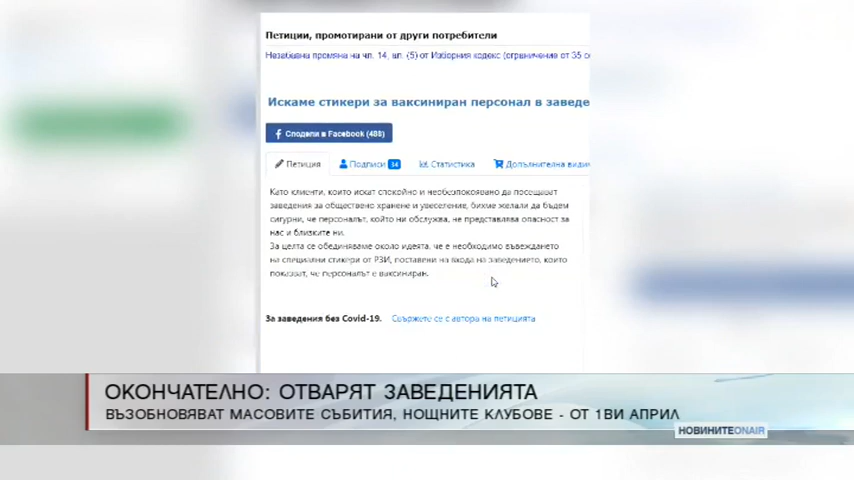 Петиции, промотирани от други потребители
Незабавна промяна на чл. 14, ал. (5) от Изборния кодекс (ограничение от 35 се
Искаме стикери за ваксиниран персонал в заведе
Сподели в Facebook (488)
Петиция Подписи 14 Статистика Допълнителна види
Като клиенти, които искат спокойно и необезпокоявано да посещават
заведения за обществено хранене и увеселение, бихме желали да бъдем
сигурни, че персоналът, който ни обслужва, не представлява опасност за
нас и близките ни.
За целта се обединяваме около идеята, че е необходимо въвеждането
на специални стикери от РЗИ, поставени на входа на заведението, които
показват, че персоналът е ваксиниран.
За заведения без Covid-19. Свържете се с автора на петицията
ОКОНЧАТЕЛНО: ОТВАРЯТ ЗАВЕДЕНИЯТА
ВЪЗОБНОВЯВАТ МАСОВИТЕ СЪБИТИЯ, НОЩНИТЕ КЛУБОВЕ - ОТ 1ВИ АПРИЛ
НОВИНИТЕONAIR